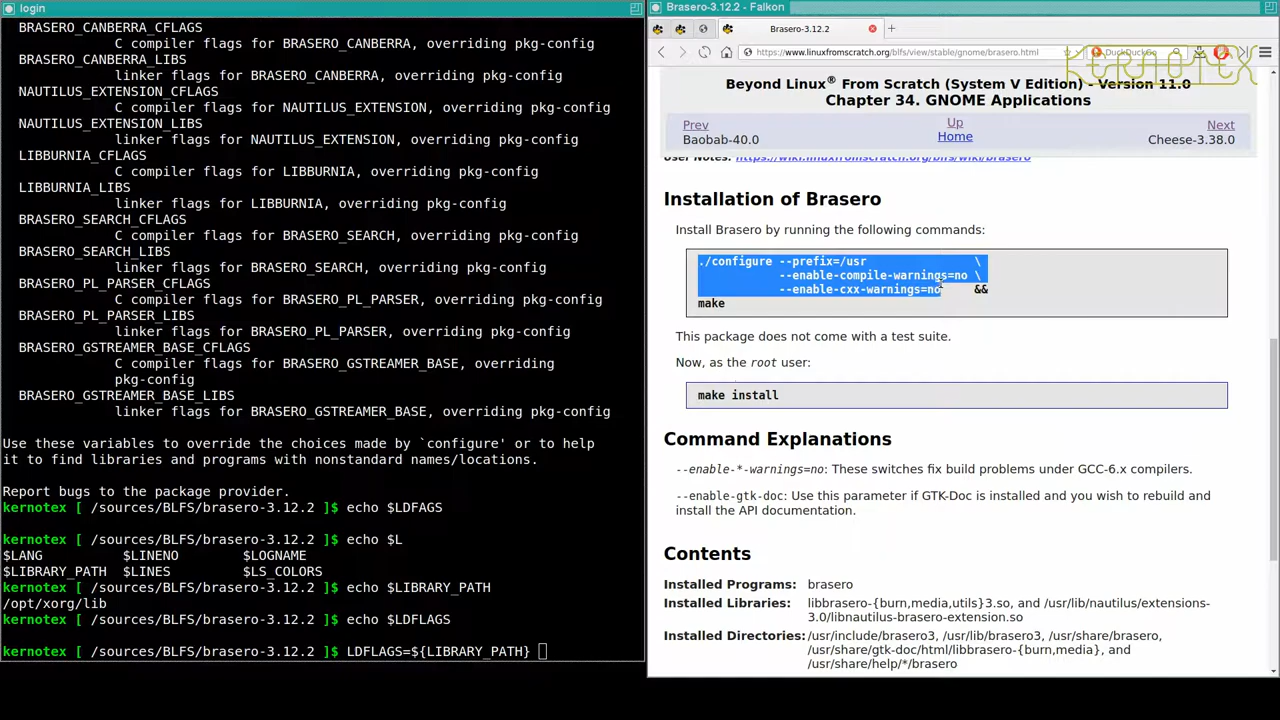 login
BRASERO_CANBERRA_CFLAGS
C compiler flags for BRASERO_CANBERRA, overriding pkg-config
BRASERO_CANBERRA_LIBS
linker flags for BRASERO_CANBERRA, overriding pkg-config
NAUTILUS_EXTENSION_CFLAGS
C compiler flags for NAUTILUS_EXTENSION, overriding pkg-config
NAUTILUS_EXTENSION_LIBS
linker flags for NAUTILUS_EXTENSION, overriding pkg-config
LIBBURNIA_CFLAGS
C compiler flags for LIBBURNIA, overriding pkg-config
LIBBURNIA_LIBS
linker flags for LIBBURNIA, overriding pkg-config
BRASERO_SEARCH_CFLAGS
C compiler flags for BRASERO_SEARCH, overriding pkg-config
BRASERO_SEARCH_LIBS
linker flags for BRASERO_SEARCH, overriding pkg-config
BRASERO_PL_PARSER_CFLAGS
C compiler flags for BRASERO_PL_PARSER, overriding pkg-config
BRASERO_PL_PARSER_LIBS
linker flags for BRASERO_PL_PARSER, overriding pkg-config
BRASERO_GSTREAMER_BASE_CFLAGS
C compiler flags for BRASERO_GSTREAMER_BASE, overriding
pkg-config
BRASERO_GSTREAMER_BASE_LIBS
linker flags for BRASERO_GSTREAMER_BASE, overriding pkg-config
Use these variables to override the choices made by `configure' or to help
it to find libraries and programs with nonstandard names/locations.
Report bugs to the package provider.
kernotex [ /sources/BLFS/brasero-3.12.2 ]$ echo $LDFAGS
kernotex [ /sources/BLFS/brasero-3.12.2 ]$ echo $L
$LANG $LINENO $LOGNAME
$LIBRARY_PATH $LINES $LS_COLORS
kernotex [ /sources/BLFS/brasero-3.12.2 ]$ echo $LIBRARY_PATH
/opt/xorg/lib
kernotex [ /sources/BLFS/brasero-3.12.2 ]$ echo $LDFLAGS
kernotex [ /sources/BLFS/brasero-3.12.2 ]$ LDFLAGS=${LIBRARY_PATH}
Brasero-3.12.2 - Falkon
Brasero-3.12.2
https://www.linuxfromscratch.org/blfs/view/stable/gnome/brasero.html
DuckDuckGo
KERNOTEX
Beyond Linux® From Scratch (System V Edition) - Version 11.0
Chapter 34. GNOME Applications
Prev Up Next
Baobab-40.0 Home Cheese-3.38.0
User Notes: https://wiki.linuxfromscratch.org/blfs/wiki/brasero
Installation of Brasero
Install Brasero by running the following commands:
./configure --prefix=/usr \
--enable-compile-warnings=no \
--enable-cxx-warnings=no &&
make
This package does not come with a test suite.
Now, as the root user:
make install
Command Explanations
--enable-*-warnings=no: These switches fix build problems under GCC-6.x compilers.
--enable-gtk-doc: Use this parameter if GTK-Doc is installed and you wish to rebuild and
install the API documentation.
Contents
Installed Programs: brasero
Installed Libraries: libbrasero-{burn,media,utils}3.so, and /usr/lib/nautilus/extensions-
3.0/libnautilus-brasero-extension.so
Installed Directories: /usr/include/brasero3, /usr/lib/brasero3, /usr/share/brasero,
/usr/share/gtk-doc/html/libbrasero-{burn,media}, and
/usr/share/help/*/brasero